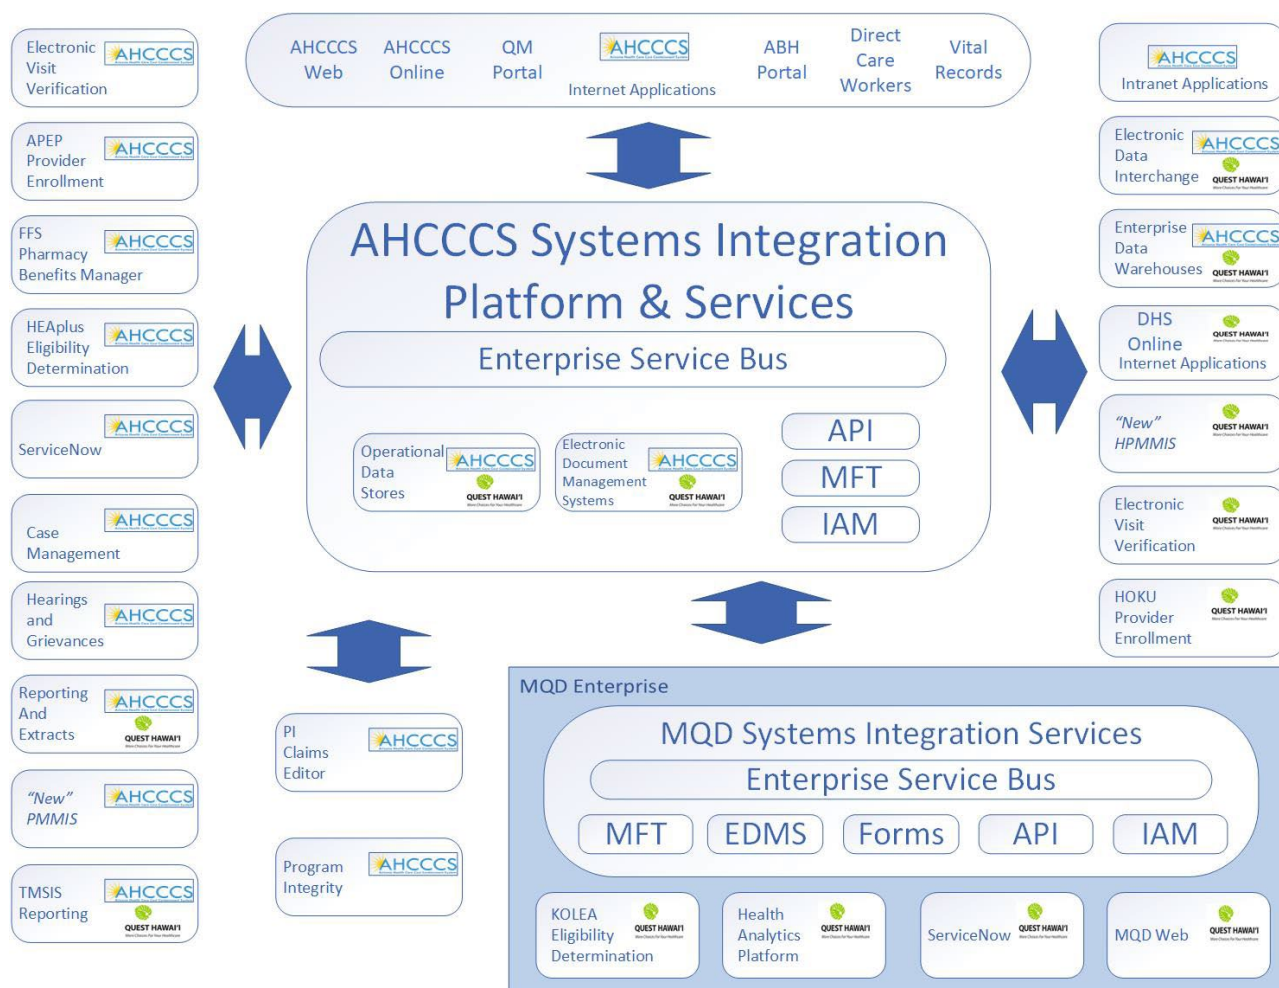 Electronic
Visit
Verification
AHCCCS
APEP
Provider
Enrollment
AHCCCS
FFS
Pharmacy
Benefits Manager
AHCCCS
HEAplus
Eligibility
Determination
AHCCCS
ServiceNow
AHCCCS
Case
Management
AHCCCS
Hearings
and
Grievances
AHCCCS
Reporting
And
Extracts
AHCCCS
QUEST HAWAI'I
"New"
PMMIS
AHCCCS
TMSIS
Reporting
AHCCCS
QUEST HAWAI'I
AHCCCS
Web
AHCCCS
Online
QM
Portal
AHCCCS
Internet Applications
ABH
Portal
Direct
Care
Workers
Vital
Records
AHCCCS Systems Integration
Platform & Services
Enterprise Service Bus
Operational
Data
Stores
AHCCCS
QUEST HAWAI'I
Electronic
Document
Management
Systems
AHCCCS
QUEST HAWAI'I
API
MFT
IAM
PI
Claims
Editor
AHCCCS
Program
Integrity
AHCCCS
AHCCCS
Intranet Applications
Electronic
Data
Interchange
AHCCCS
QUEST HAWAI'I
Enterprise
Data
Warehouses
AHCCCS
QUEST HAWAI'I
DHS
Online
Internet Applications
QUEST HAWAI'I
"New"
HPMMIS
QUEST HAWAI'I
Electronic
Visit
Verification
QUEST HAWAI'I
HOKU
Provider
Enrollment
QUEST HAWAI'I
MQD Enterprise
MQD Systems Integration Services
Enterprise Service Bus
MFT
EDMS
Forms
API
IAM
KOLEA
Eligibility
Determination
QUEST HAWAI'I
Health
Analytics
Platform
QUEST HAWAI'I
ServiceNow
QUEST HAWAI'I
MQD Web
QUEST HAWAI'I